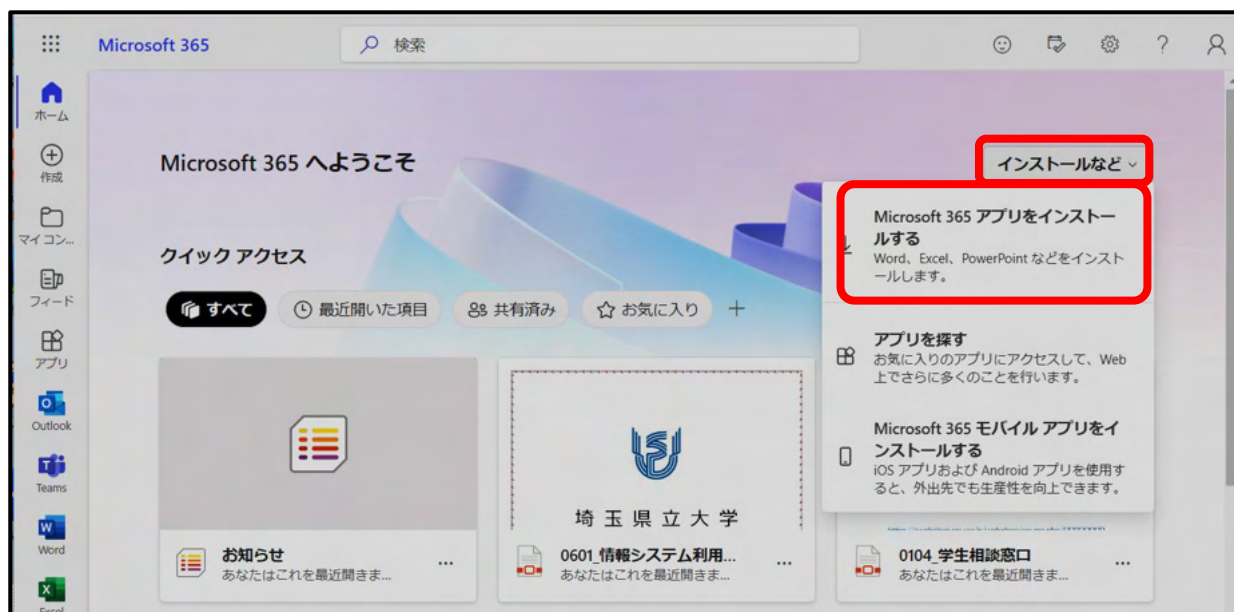 Microsoft 365
検索
ホーム
作成
マイコン...
フィード
アプリ
Outlook
Teams
Word
Excel
Microsoft 365 へようこそ
インストールなど
Microsoft 365 アプリをインストー
ルする
Word、Excel、PowerPoint などをインスト
ールします。
アプリを探す
お気に入りのアプリにアクセスして、Web
上でさらに多くのことを行います。
Microsoft 365 モバイル アプリをイ
ンストールする
iOS アプリおよび Android アプリを使用す
ると、外出先でも生産性を向上できます。
クイック アクセス
すべて
最近開いた項目
共有済み
お気に入り
埼玉県立大学
お知らせ
あなたはこれを最近開きま...
0601_情報システム利用...
あなたはこれを最近開きま...
0104_学生相談窓口
あなたはこれを最近開きま...